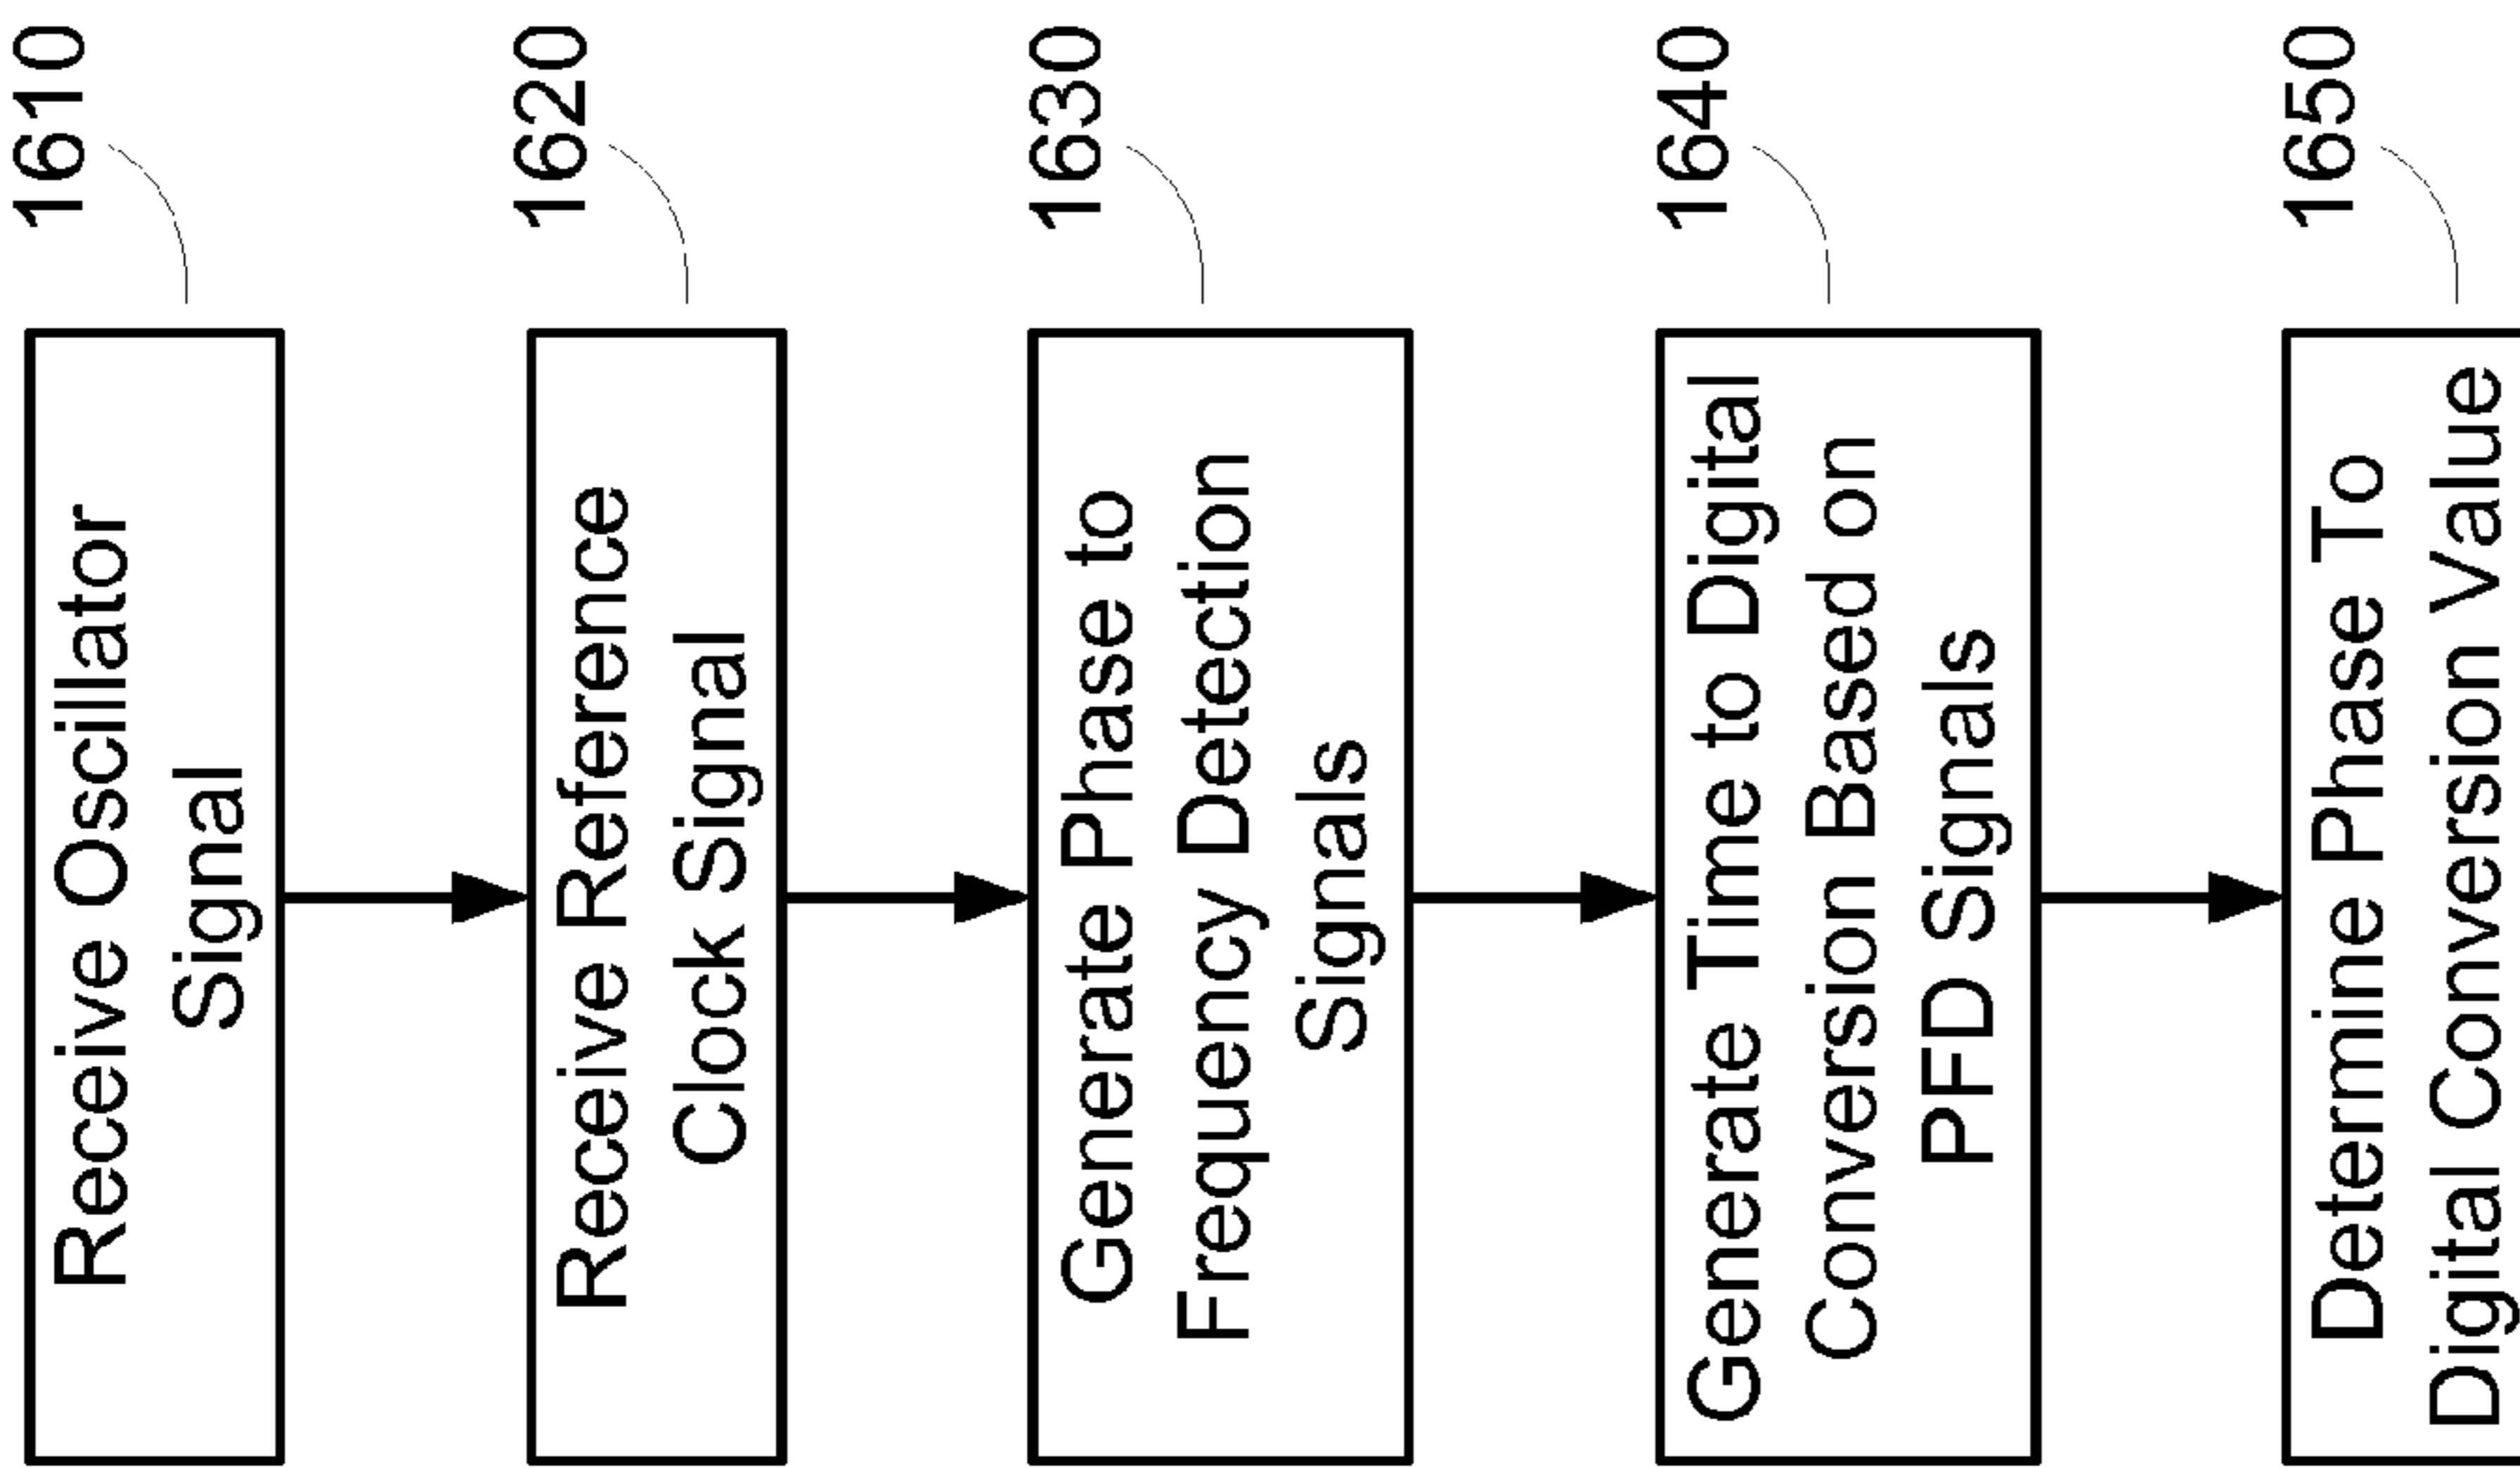 Receive Oscillator
Signal
1610
Receive Reference
Clock Signal
1620
Generate Phase to
Frequency Detection
Signals
1630
Generate Time to Digital
Conversion Based on
PFD Signals
1640
Determine Phase To
Digital Conversion Value
1650